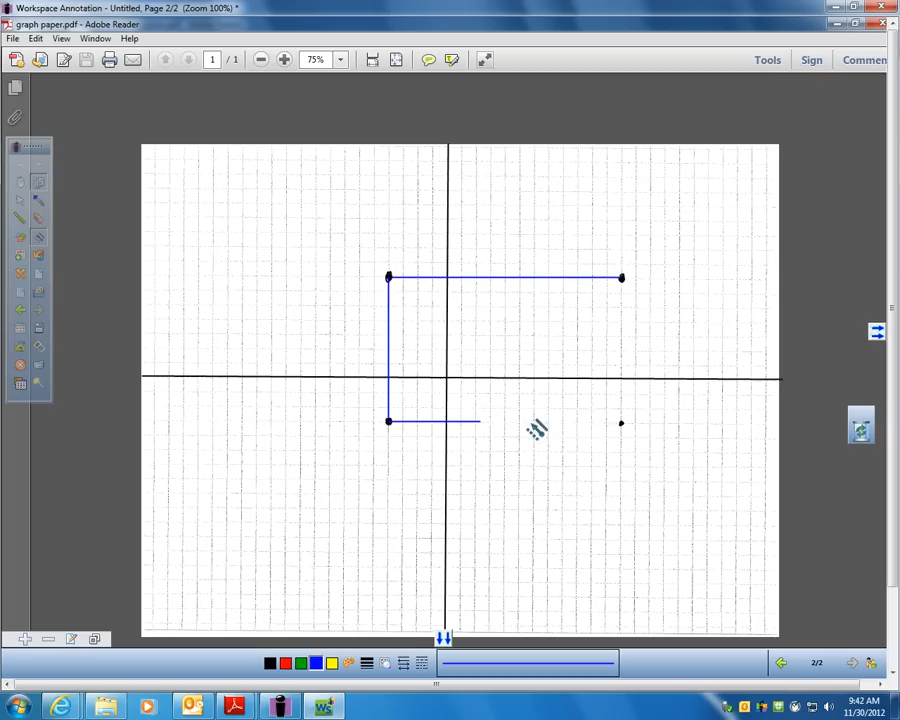 Workspace Annotation - Untitled, Page 2/2 (Zoom 100%) *
graph paper.pdf - Adobe Reader
File Edit View Window Help
1 / 1 75% Tools Sign Commen
2/2
9:42 AM
11/30/2012